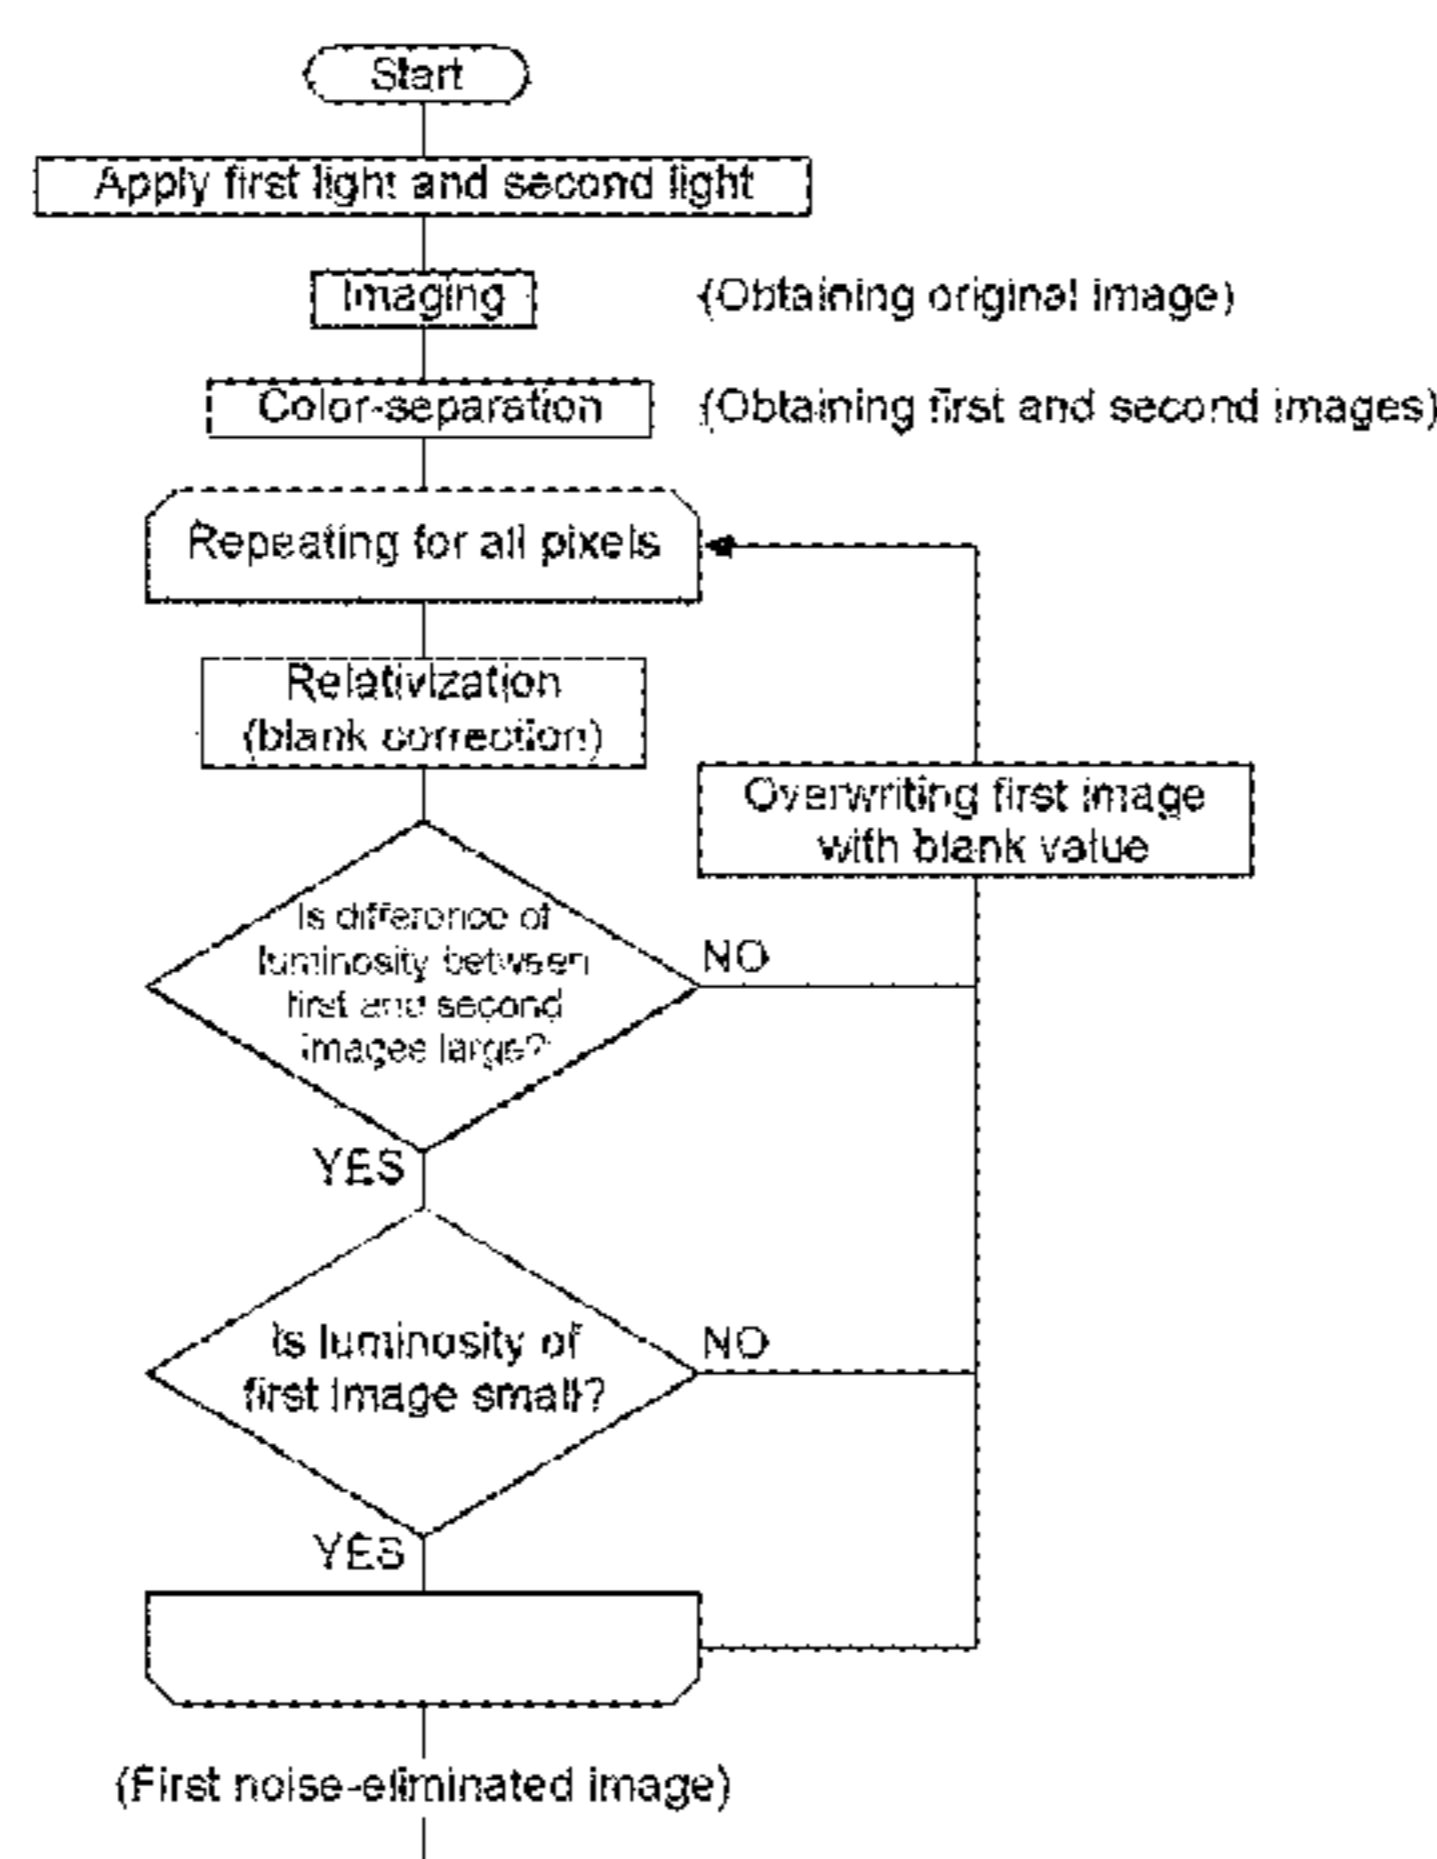 Start
Apply first light and second light
Imaging
(Obtaining original image)
Color-separation
(Obtaining first and second images)
Repeating for all pixels
Relativization
(blank correction)
Overwriting first image
with blank value
Is difference of
luminosity between
first and second
images large?
NO
YES
Is luminosity of
first image small?
NO
YES
(First noise-eliminated image)